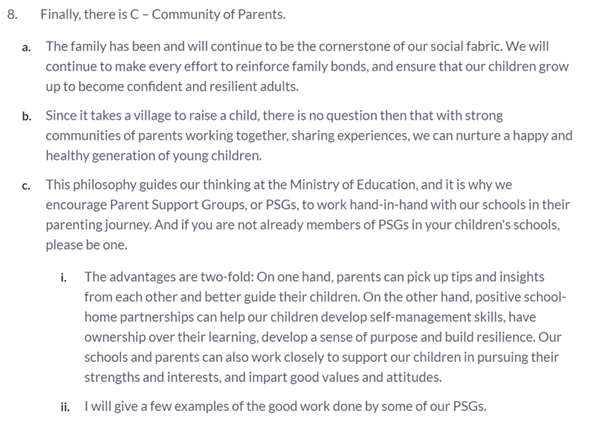 8. Finally, there is C – Community of Parents.
a. The family has been and will continue to be the cornerstone of our social fabric. We will
continue to make every effort to reinforce family bonds, and ensure that our children grow
up to become confident and resilient adults.
b. Since it takes a village to raise a child, there is no question then that with strong
communities of parents working together, sharing experiences, we can nurture a happy and
healthy generation of young children.
c. This philosophy guides our thinking at the Ministry of Education, and it is why we
encourage Parent Support Groups, or PSGs, to work hand-in-hand with our schools in their
parenting journey. And if you are not already members of PSGs in your children's schools,
please be one.
i. The advantages are two-fold: On one hand, parents can pick up tips and insights
from each other and better guide their children. On the other hand, positive school-
home partnerships can help our children develop self-management skills, have
ownership over their learning, develop a sense of purpose and build resilience. Our
schools and parents can also work closely to support our children in pursuing their
strengths and interests, and impart good values and attitudes.
ii. I will give a few examples of the good work done by some of our PSGs.